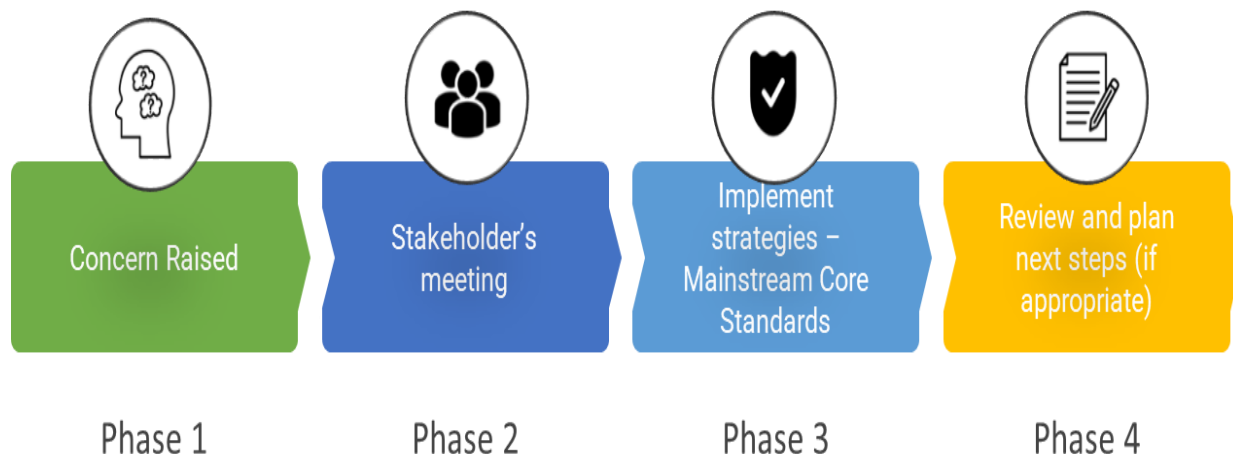 Concern Raised
Stakeholder’s
meeting
Implement
strategies –
Mainstream Core
Standards
Review and plan
next steps (if
appropriate)
Phase 1
Phase 2
Phase 3
Phase 4